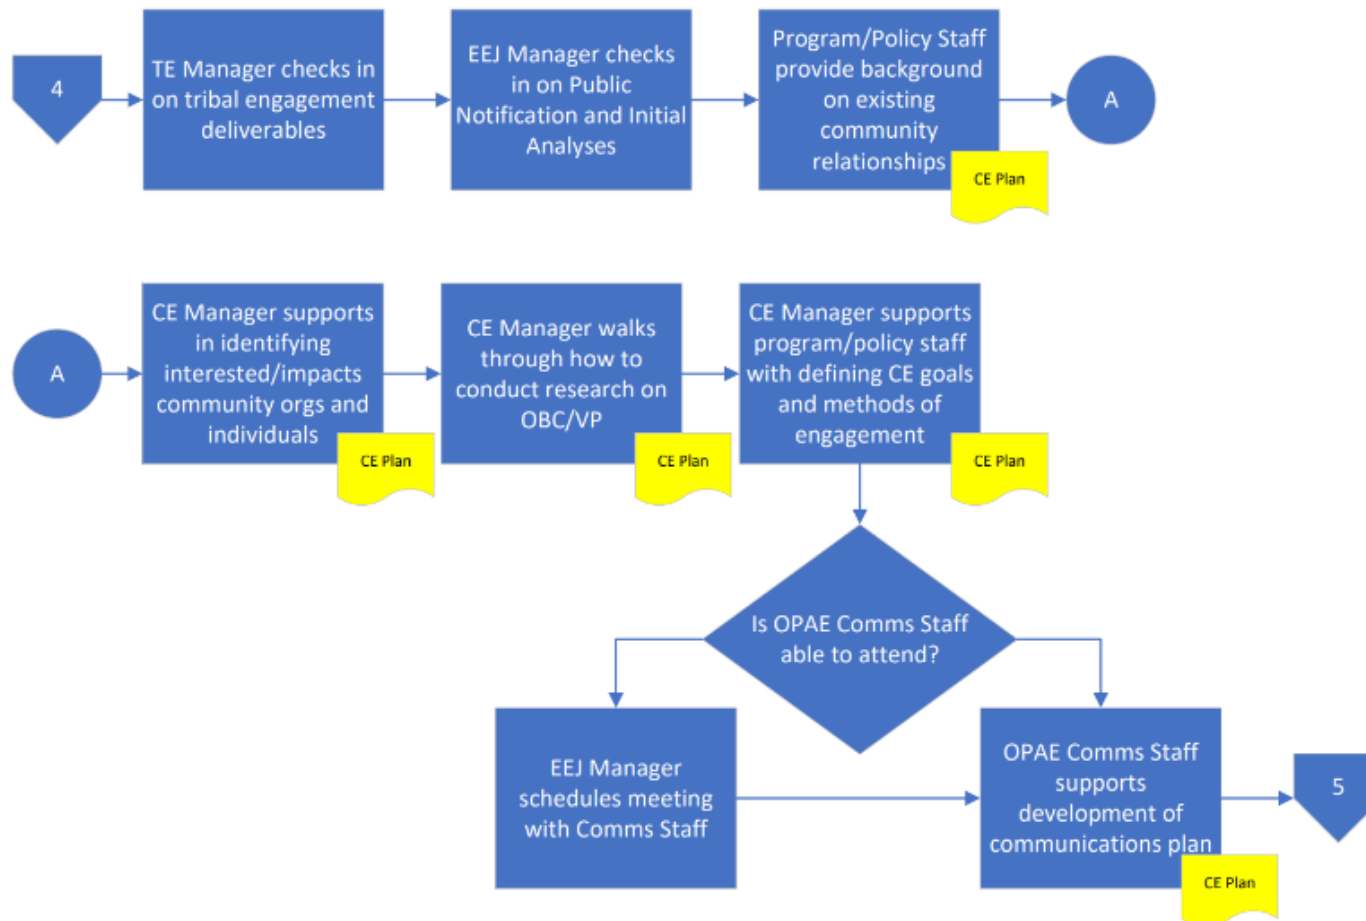 4
TE Manager checks in
on tribal engagement
deliverables
EEJ Manager checks
in on Public
Notification and Initial
Analyses
Program/Policy Staff
provide background
on existing
community
relationships
CE Plan
A
A
CE Manager supports
in identifying
interested/impacts
community orgs and
individuals
CE Plan
CE Manager walks
through how to
conduct research on
OBC/VP
CE Plan
CE Manager supports
program/policy staff
with defining CE goals
and methods of
engagement
CE Plan
Is OPAE Comms Staff
able to attend?
EEJ Manager
schedules meeting
with Comms Staff
OPAE Comms Staff
supports
development of
communications plan
CE Plan
5